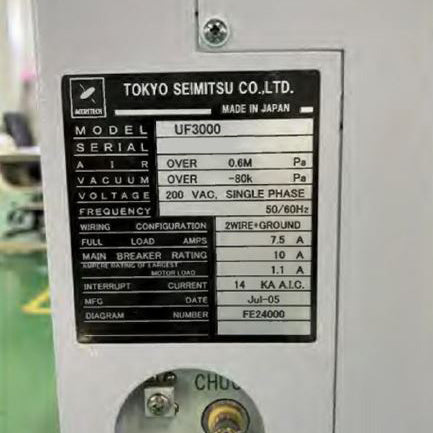 ACCRETECH
TOKYO SEIMITSU CO.,LTD.
MADE IN JAPAN
MODEL UF3000
SERIAL
AIR OVER 0.6M Pa
VACUUM OVER -80k Pa
VOLTAGE 200 VAC, SINGLE PHASE
FREQUENCY 50/60Hz
WIRING CONFIGURATION 2WIRE+GROUND
FULL LOAD AMPS 7.5 A
MAIN BREAKER RATING 10 A
AMPERE RATING OF LARGEST
MOTOR LOAD 1.1 A
INTERRUPT CURRENT 14 KA A.I.C.
MFG DATE Jul-05
DIAGRAM NUMBER FE24000